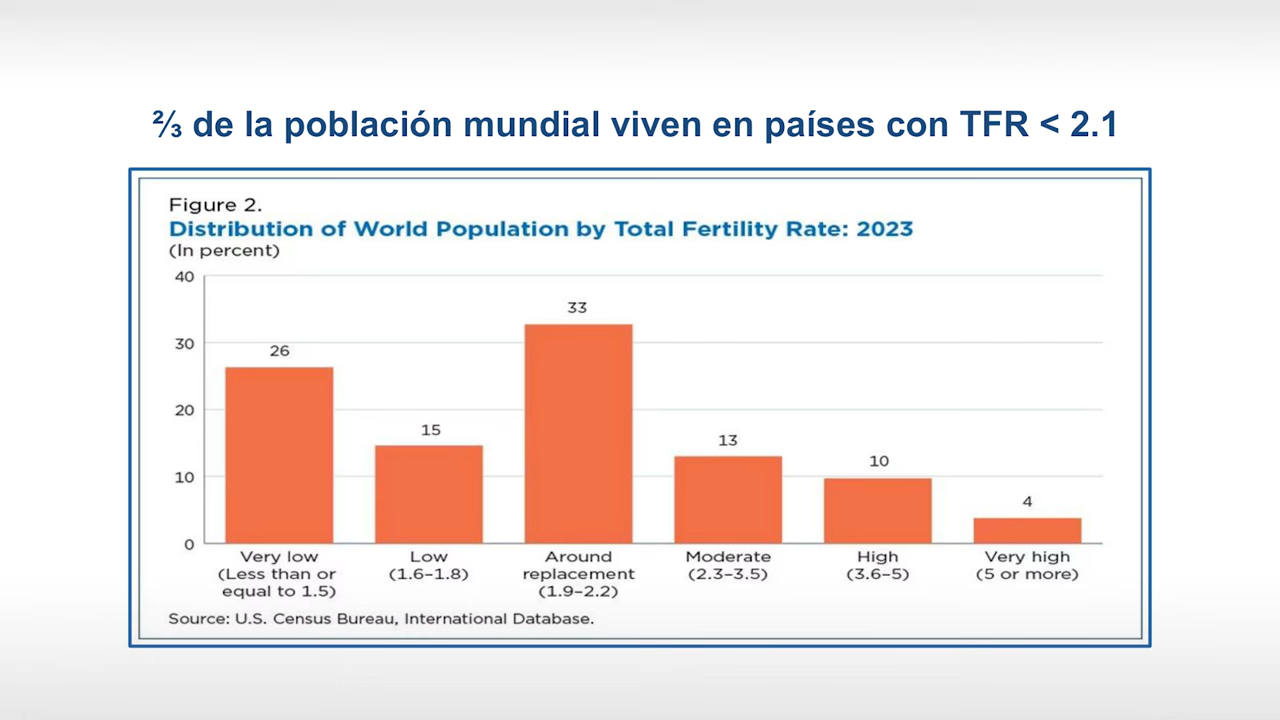 ⅔ de la población mundial viven en países con TFR < 2.1
Figure 2.
Distribution of World Population by Total Fertility Rate: 2023
(In percent)
40
30
20
10
0
26
15
33
13
10
4
Very low
(Less than or
equal to 1.5)
Low
(1.6–1.8)
Around
replacement
(1.9–2.2)
Moderate
(2.3–3.5)
High
(3.6–5)
Very high
(5 or more)
Source: U.S. Census Bureau, International Database.